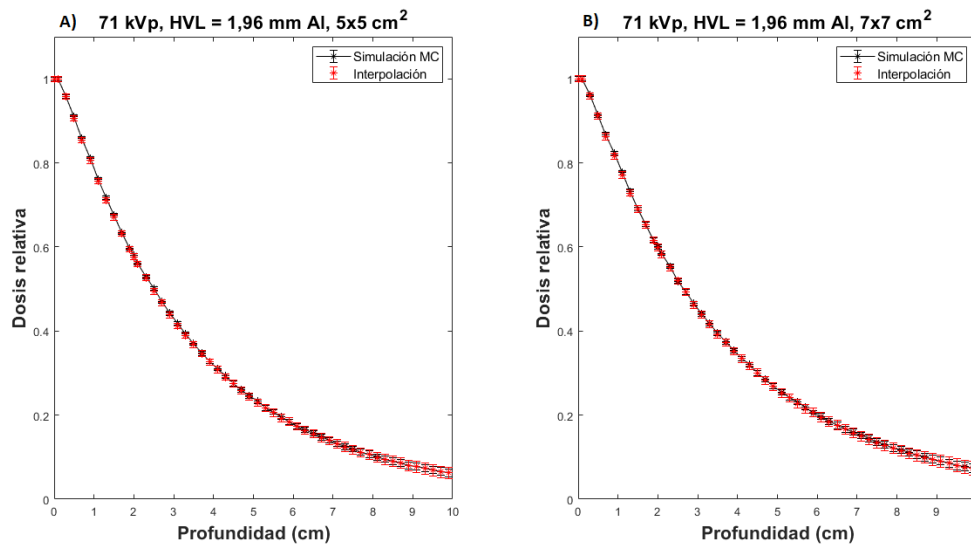 A) 71 kVp, HVL = 1,96 mm Al, 5x5 cm²
Simulación MC
Interpolación
Dosis relativa
1
0.8
0.6
0.4
0.2
0
0 1 2 3 4 5 6 7 8 9 10
Profundidad (cm)
B) 71 kVp, HVL = 1,96 mm Al, 7x7 cm²
Simulación MC
Interpolación
Dosis relativa
1
0.8
0.6
0.4
0.2
0
0 1 2 3 4 5 6 7 8 9
Profundidad (cm)